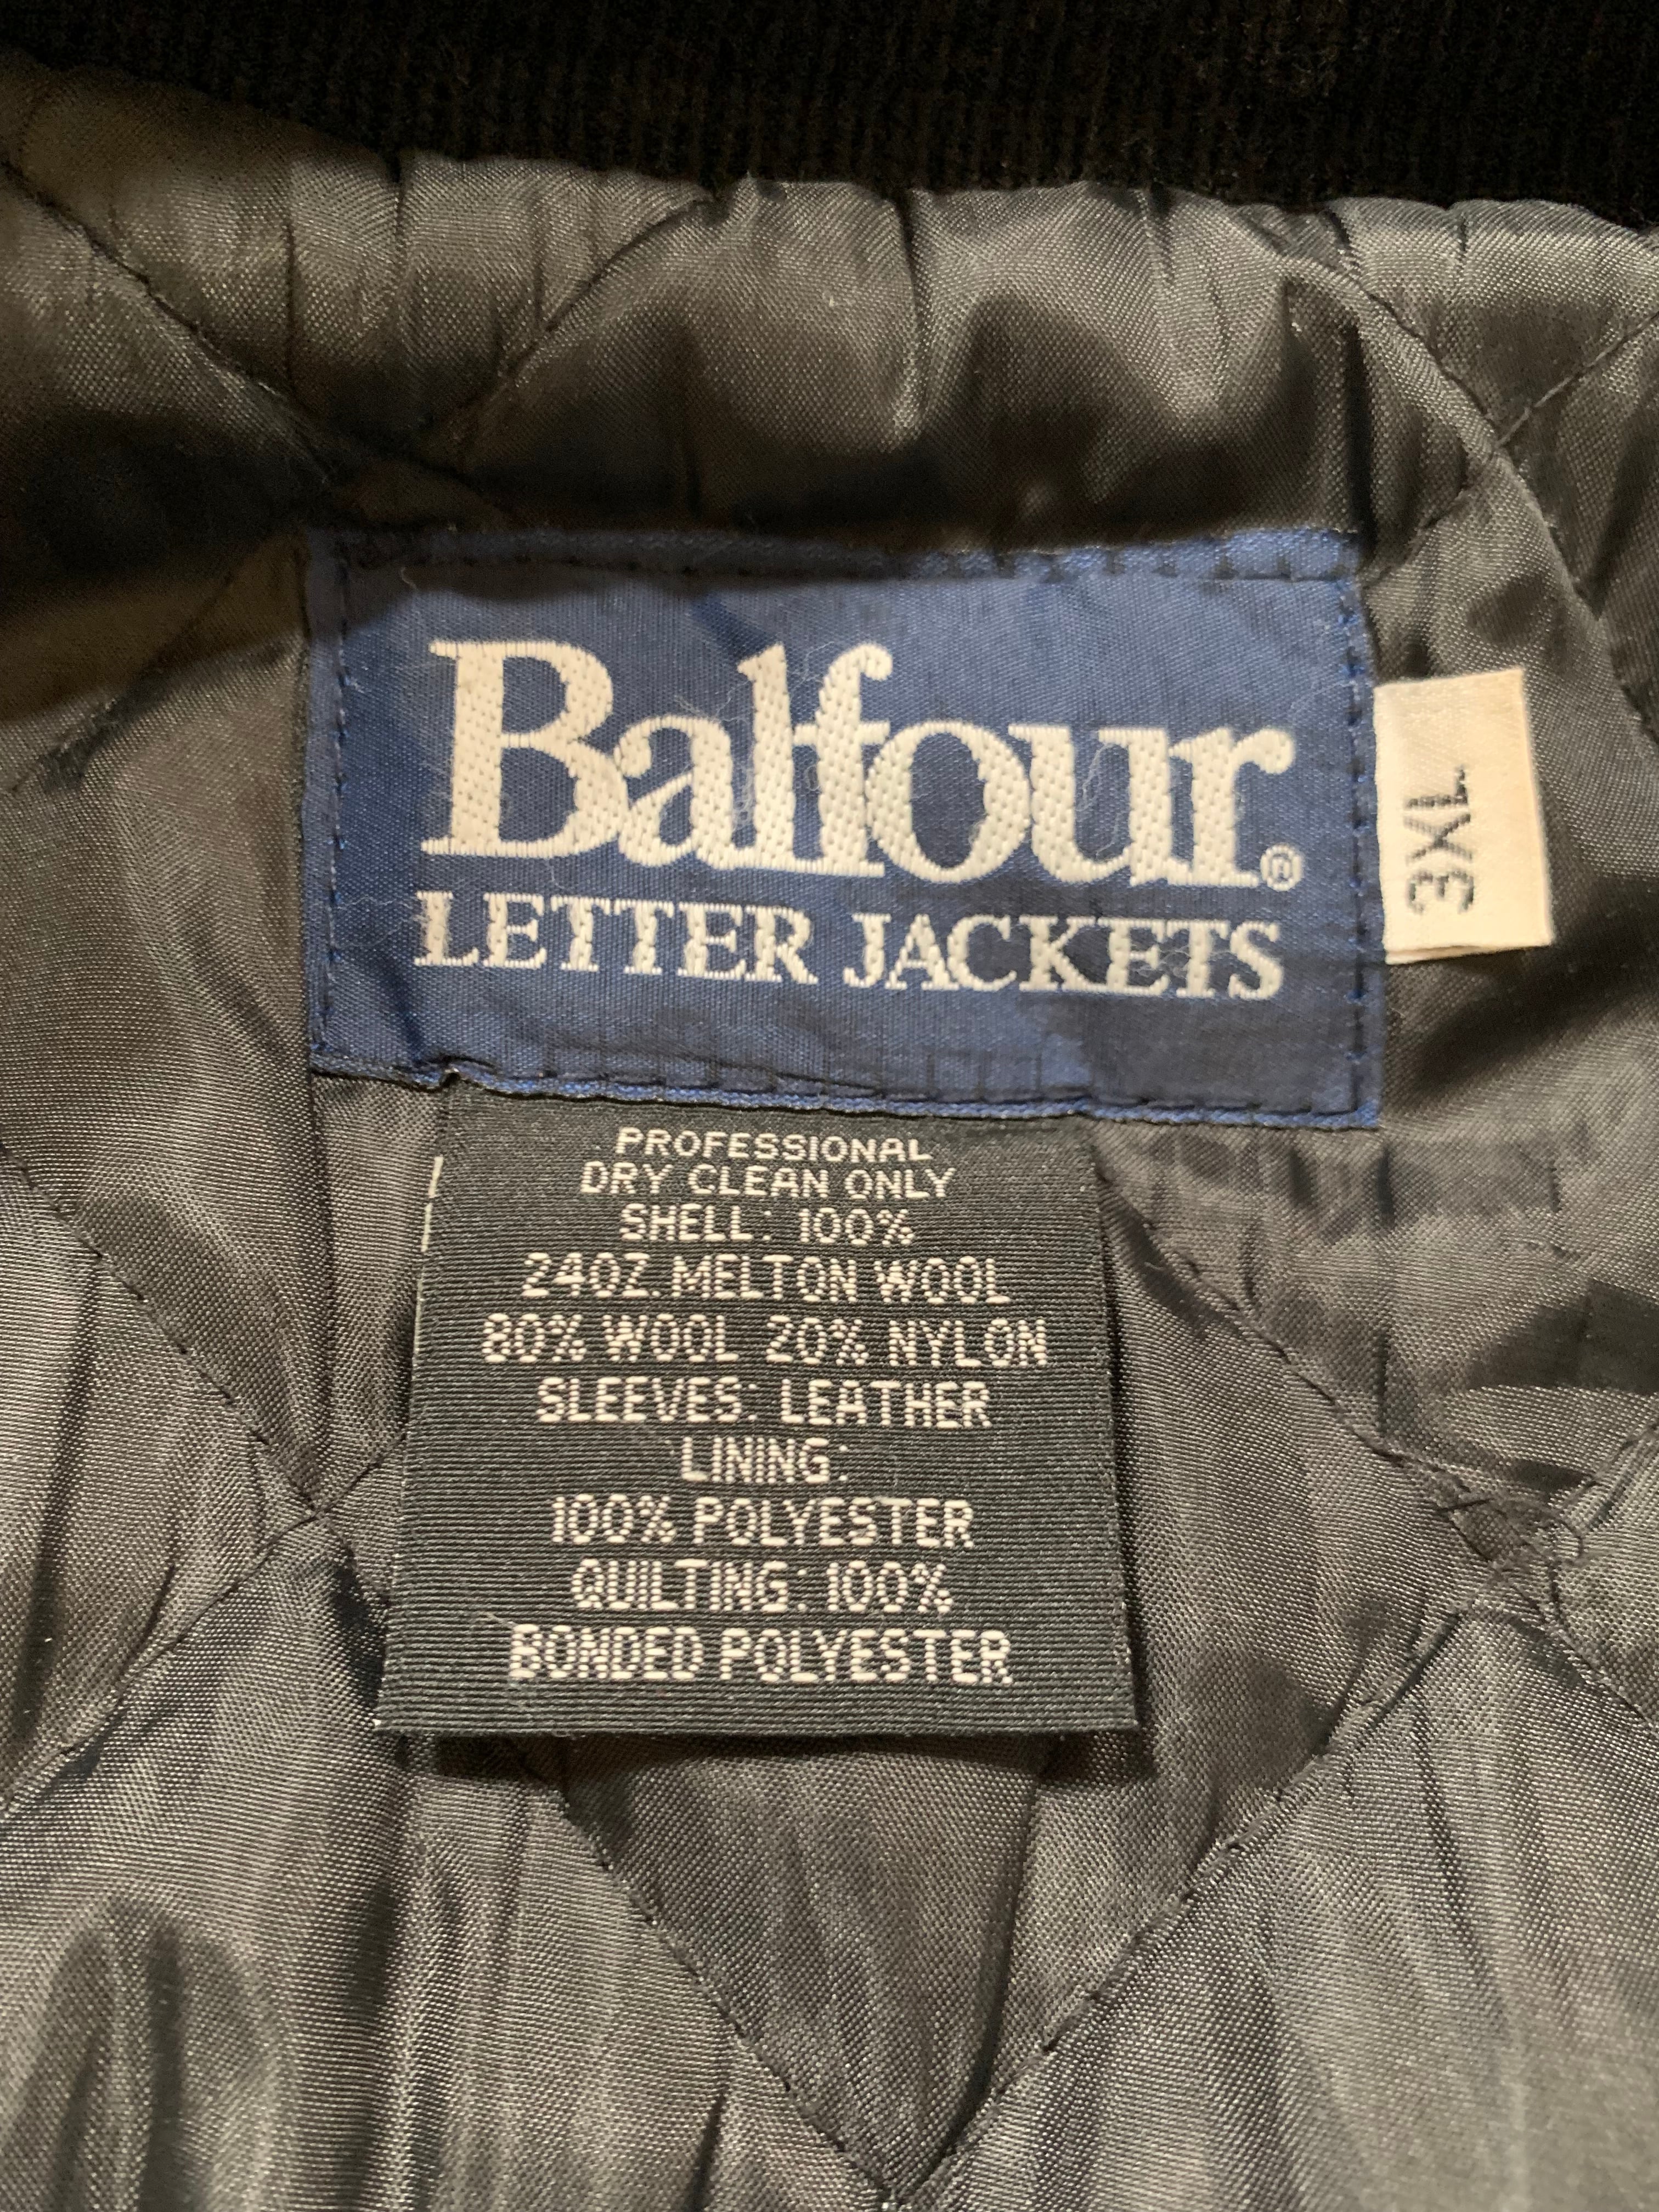 Balfour®
LETTER JACKETS
3XL
PROFESSIONAL
DRY CLEAN ONLY
SHELL: 100%
24OZ. MELTON WOOL
80% WOOL 20% NYLON
SLEEVES: LEATHER
LINING:
100% POLYESTER
QUILTING: 100%
BONDED POLYESTER